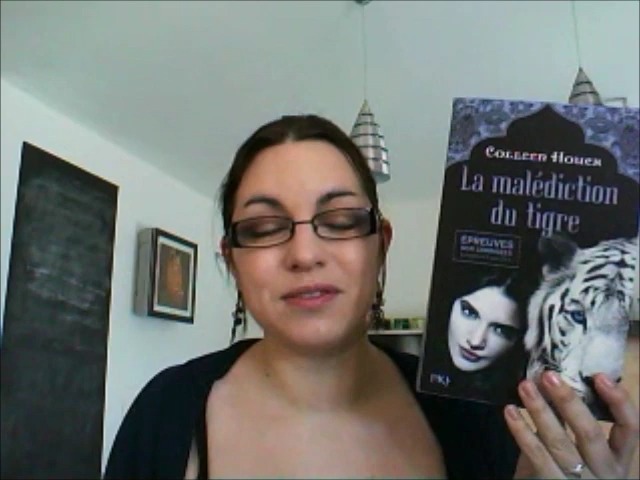 COLLEEN HOUCK
La malédiction
du tigre
ÉPREUVES
NON CORRIGÉES
PKJ